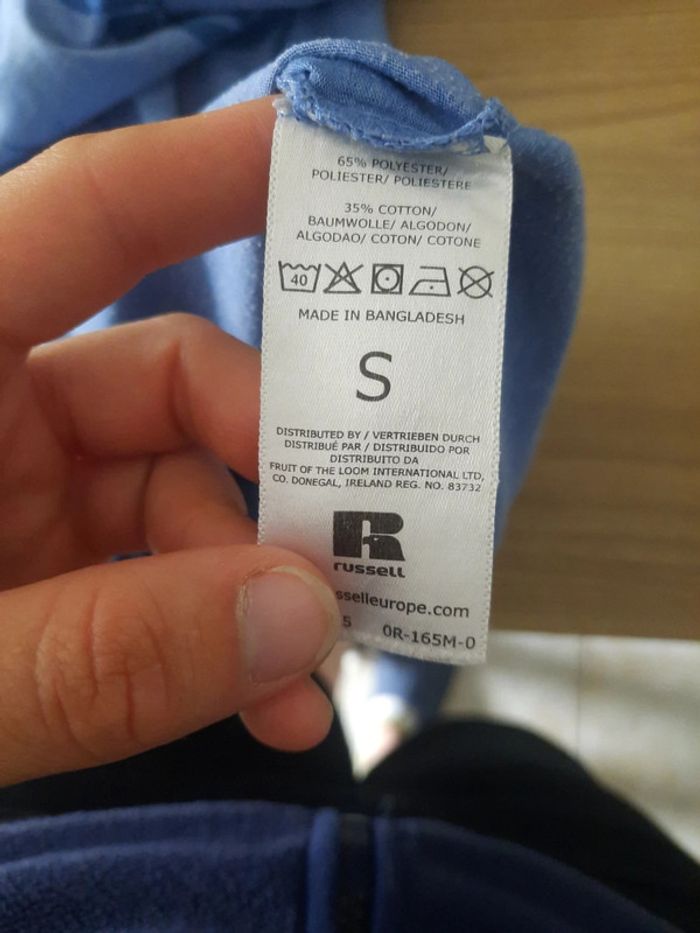 65% POLYESTER/
POLIESTER/ POLIESTERE
35% COTTON/
BAUMWOLLE/ ALGODON/
ALGODAO/ COTON/ COTONE
40
MADE IN BANGLADESH
S
DISTRIBUTED BY / VERTRIEBEN DURCH
DISTRIBUÉ PAR / DISTRIBUIDO POR
DISTRIBUITO DA
FRUIT OF THE LOOM INTERNATIONAL LTD,
CO. DONEGAL, IRELAND REG. NO. 83732
R
russell
sselleurope.com
5 0R-165M-0